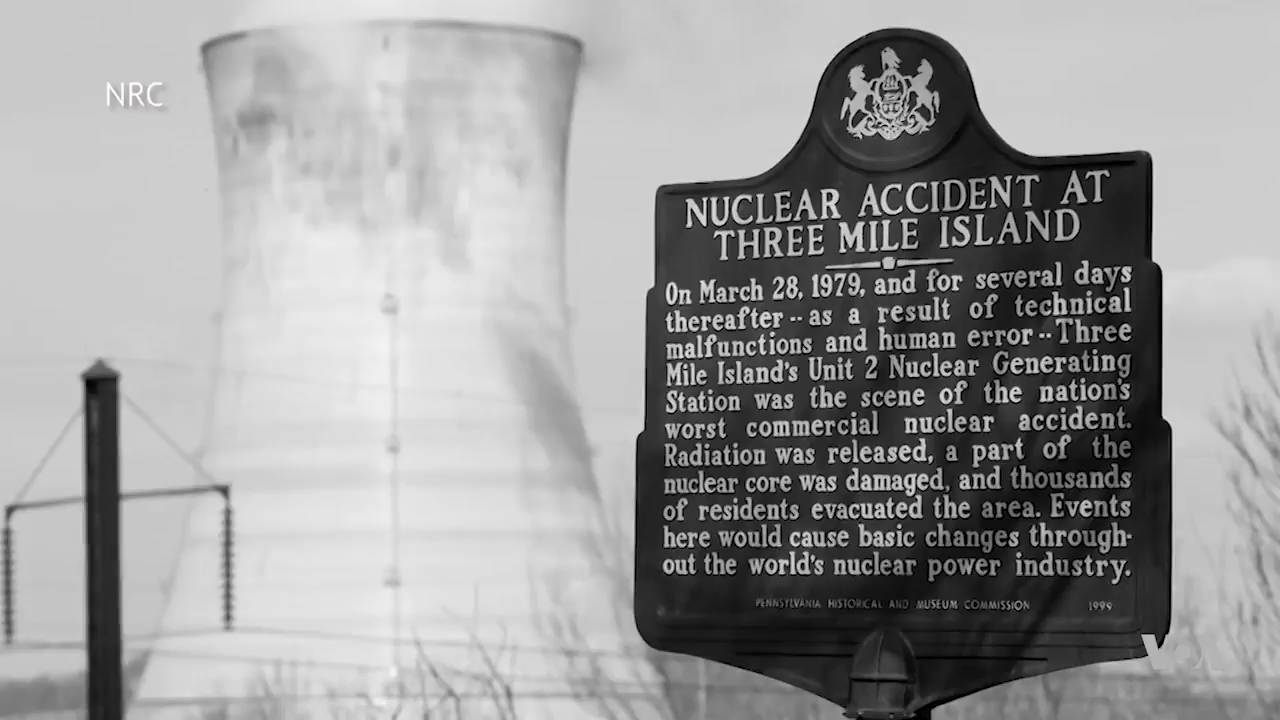 NRC
NUCLEAR ACCIDENT AT
THREE MILE ISLAND
On March 28, 1979, and for several days
thereafter -- as a result of technical
malfunctions and human error -- Three
Mile Island's Unit 2 Nuclear Generating
Station was the scene of the nation's
worst commercial nuclear accident.
Radiation was released, a part of the
nuclear core was damaged, and thousands
of residents evacuated the area. Events
here would cause basic changes through-
out the world's nuclear power industry.
PENNSYLVANIA HISTORICAL AND MUSEUM COMMISSION 1999
VOA